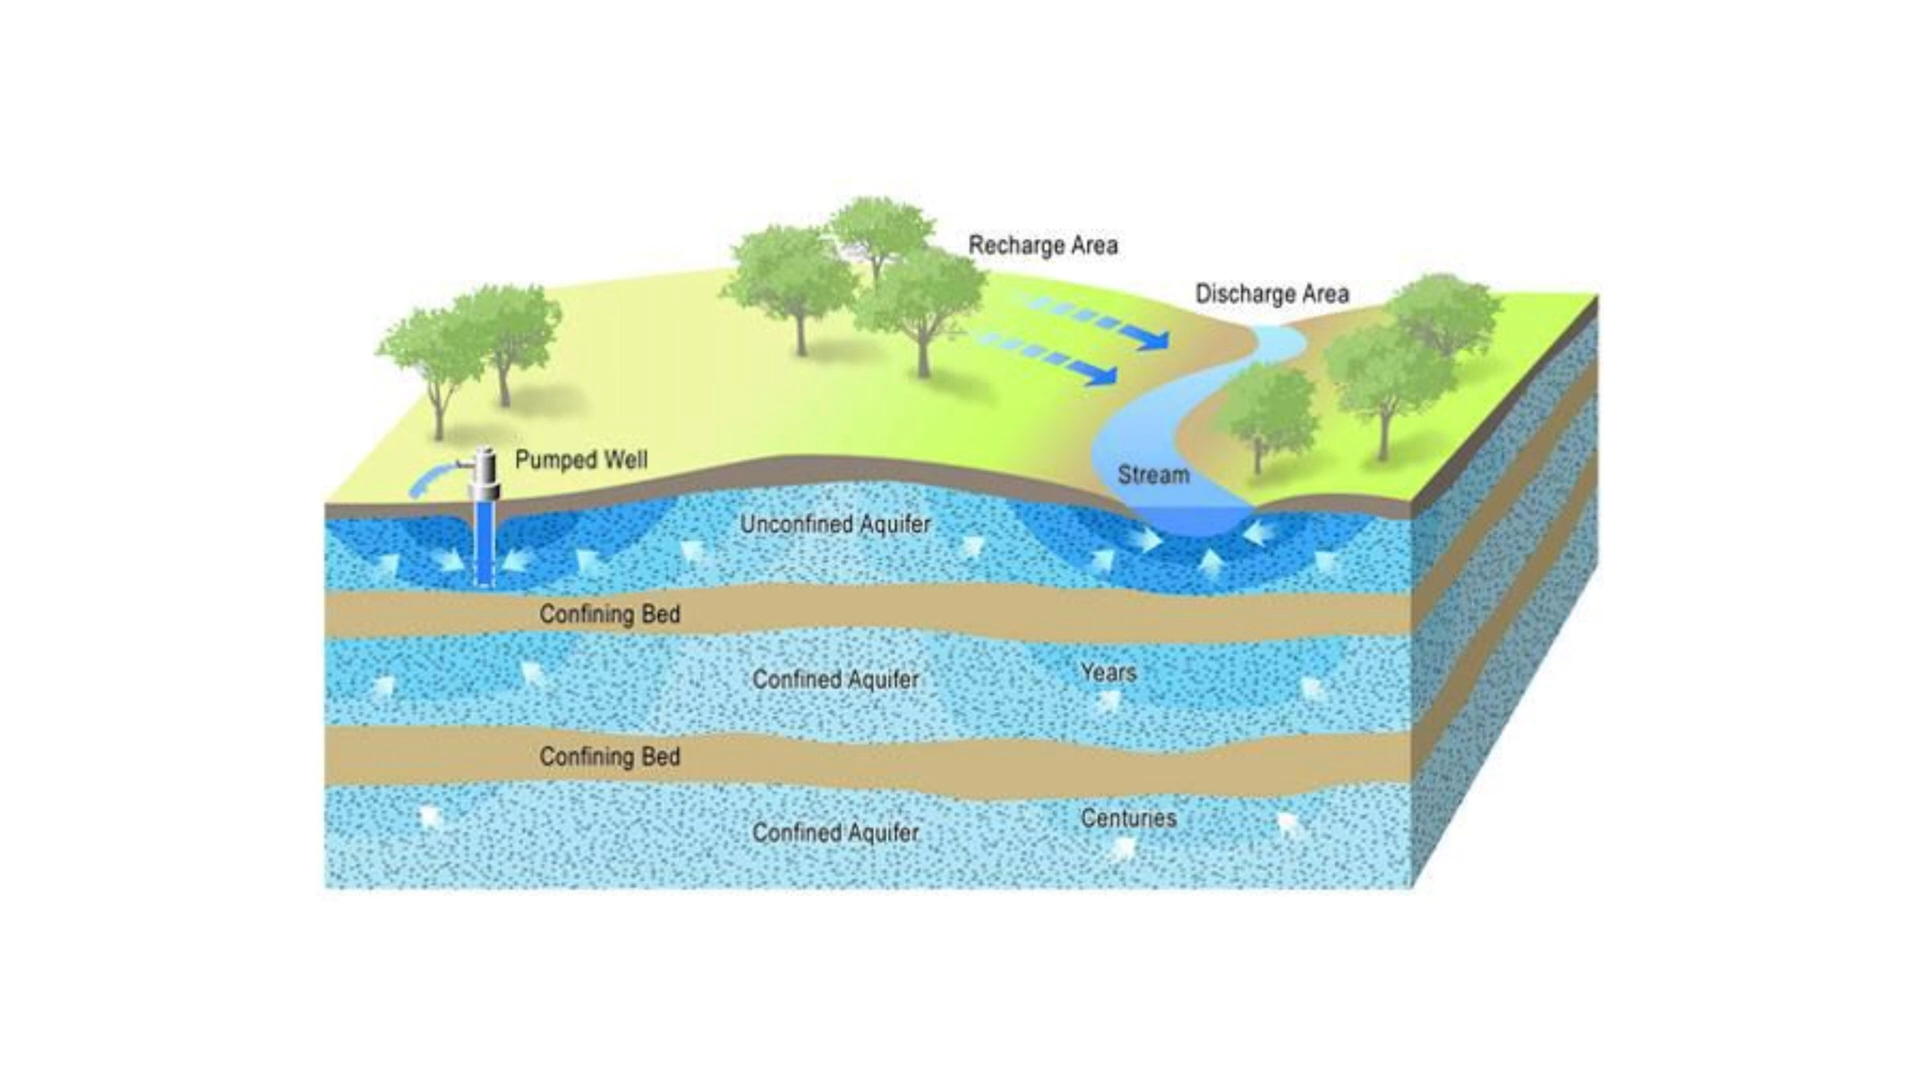 Recharge Area
Discharge Area
Pumped Well
Stream
Unconfined Aquifer
Confining Bed
Confined Aquifer
Years
Confining Bed
Confined Aquifer
Centuries